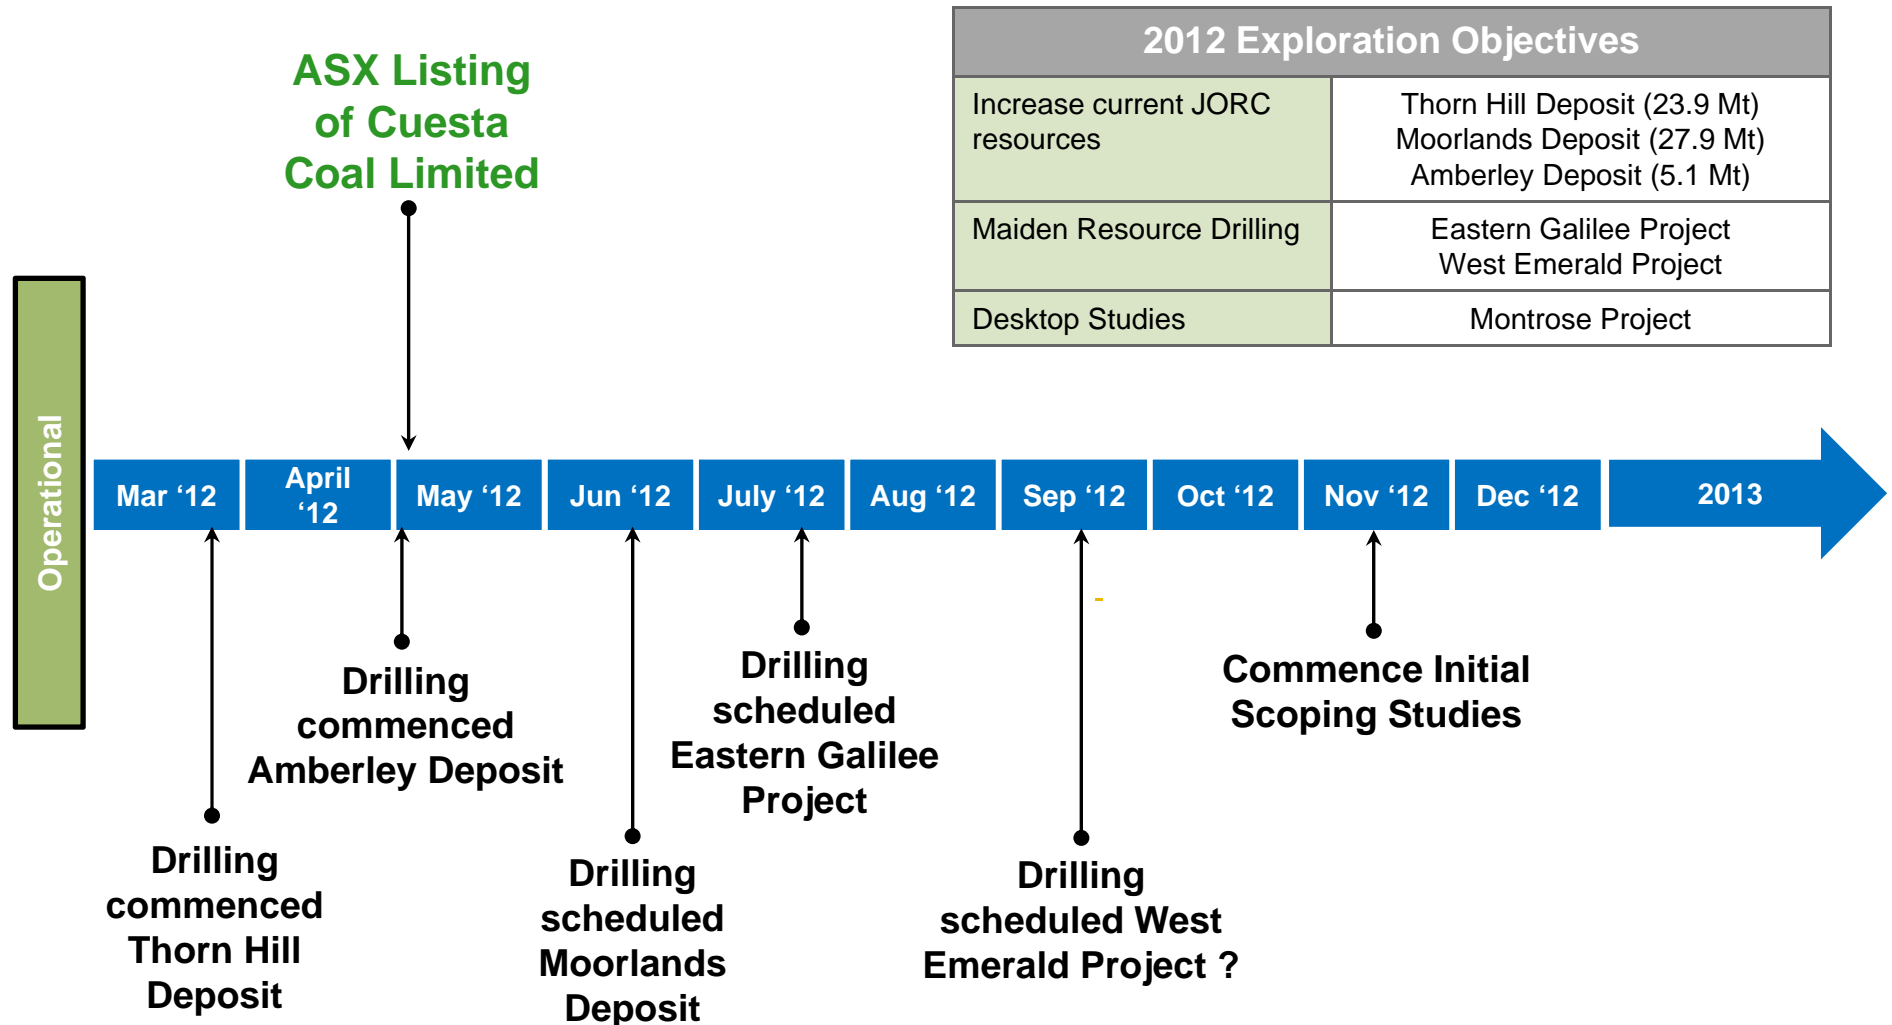 2012 Exploration Objectives
Increase current JORC
resources
Thorn Hill Deposit (23.9 Mt)
Moorlands Deposit (27.9 Mt)
Amberley Deposit (5.1 Mt)
Maiden Resource Drilling
Eastern Galilee Project
West Emerald Project
Desktop Studies
Montrose Project
ASX Listing
of Cuesta
Coal Limited
Operational
Mar ‘12
April
‘12
May ‘12
Jun ‘12
July ‘12
Aug ‘12
Sep ‘12
Oct ‘12
Nov ‘12
Dec ‘12
2013
Drilling
commenced
Thorn Hill
Deposit
Drilling
commenced
Amberley Deposit
Drilling
scheduled
Moorlands
Deposit
Drilling
scheduled
Eastern Galilee
Project
Drilling
scheduled West
Emerald Project ?
Commence Initial
Scoping Studies